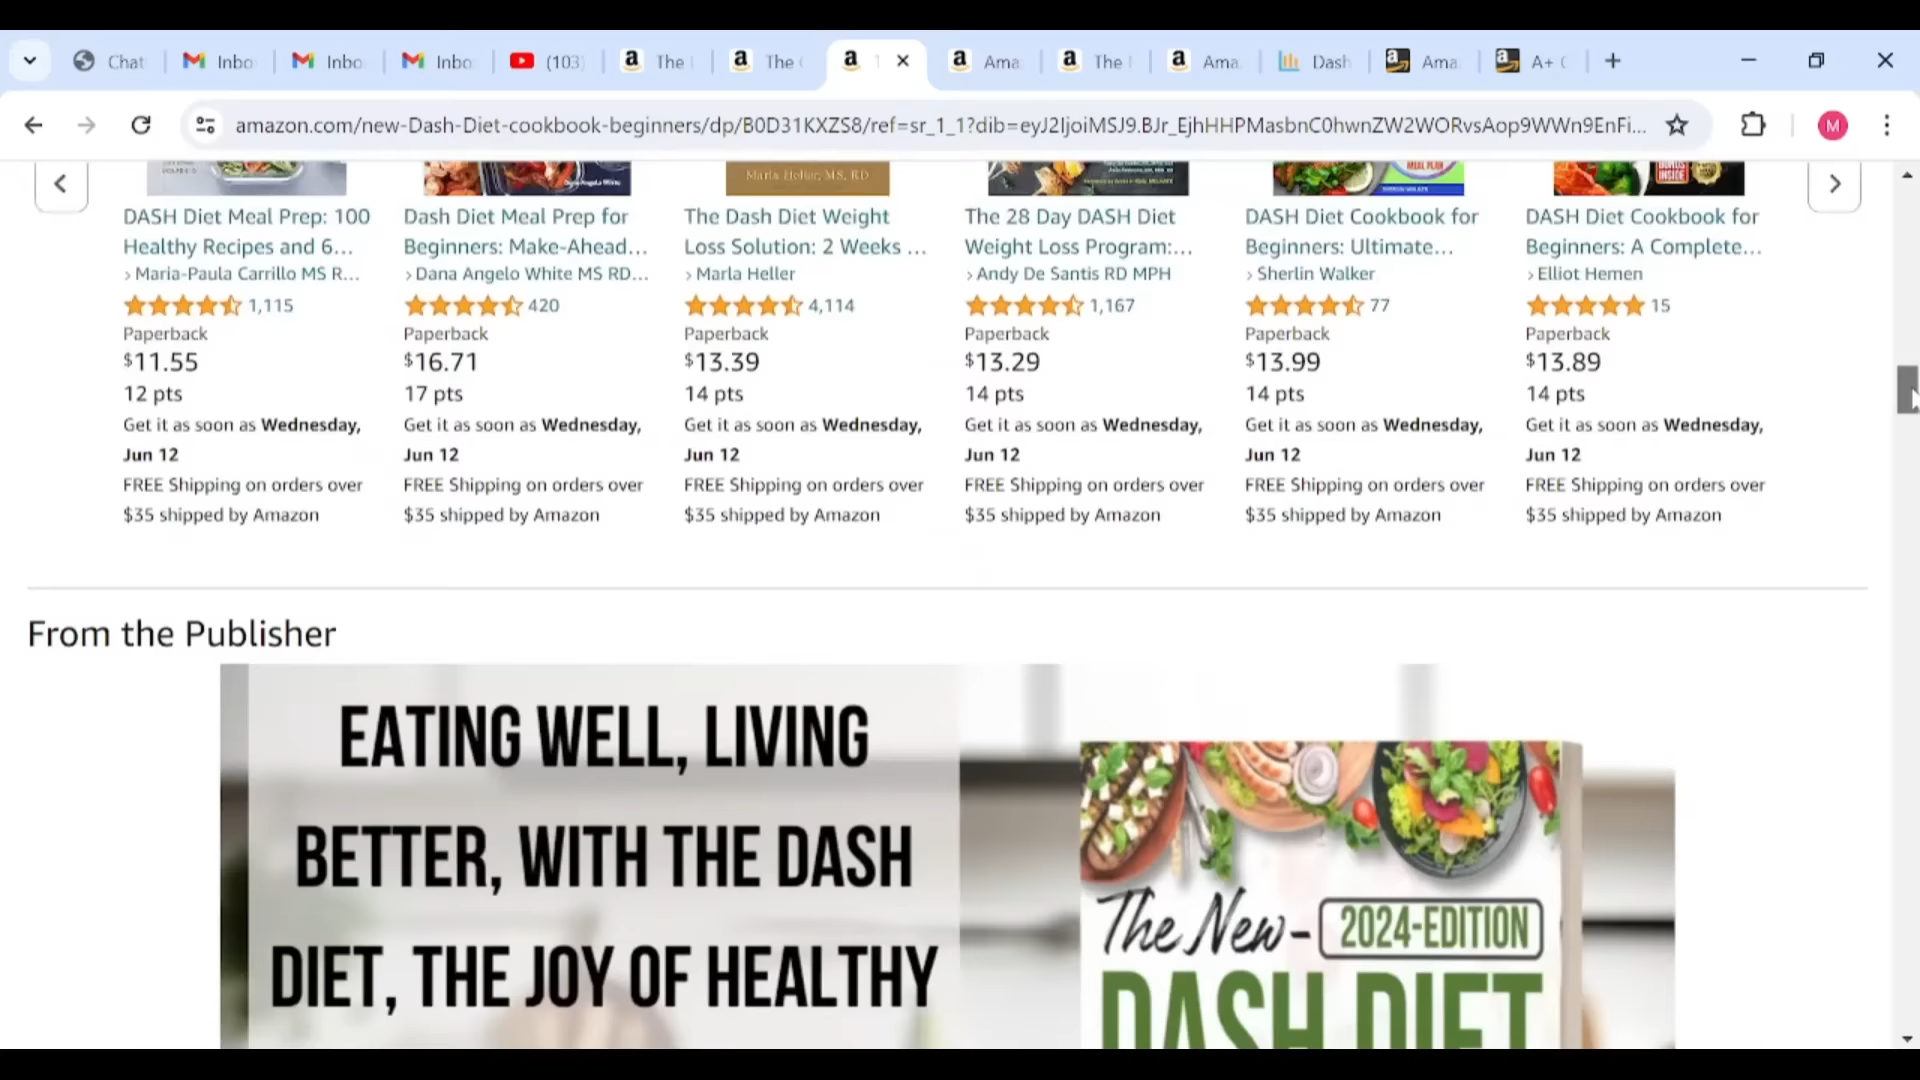 Chat
Inbo
Inbo
Inbo
(103)
The
The
Ama
The
Ama
Dash
Ama
A+
amazon.com/new-Dash-Diet-cookbook-beginners/dp/B0D31KXZS8/ref=sr_1_1?dib=eyJ2IjoiMSJ9.BJr_EjhHHPMasbnC0hwnZW2WORvsAop9WWn9EnFi...
M
Marla Heller, MS, RD
MEAL PLAN
INSIDE
DASH Diet Meal Prep: 100
Healthy Recipes and 6...
› Maria-Paula Carrillo MS R...
1,115
Paperback
$11.55
12 pts
Get it as soon as Wednesday,
Jun 12
FREE Shipping on orders over
$35 shipped by Amazon
Dash Diet Meal Prep for
Beginners: Make-Ahead...
› Dana Angelo White MS RD...
420
Paperback
$16.71
17 pts
Get it as soon as Wednesday,
Jun 12
FREE Shipping on orders over
$35 shipped by Amazon
The Dash Diet Weight
Loss Solution: 2 Weeks ...
› Marla Heller
4,114
Paperback
$13.39
14 pts
Get it as soon as Wednesday,
Jun 12
FREE Shipping on orders over
$35 shipped by Amazon
The 28 Day DASH Diet
Weight Loss Program:...
› Andy De Santis RD MPH
1,167
Paperback
$13.29
14 pts
Get it as soon as Wednesday,
Jun 12
FREE Shipping on orders over
$35 shipped by Amazon
DASH Diet Cookbook for
Beginners: Ultimate...
› Sherlin Walker
77
Paperback
$13.99
14 pts
Get it as soon as Wednesday,
Jun 12
FREE Shipping on orders over
$35 shipped by Amazon
DASH Diet Cookbook for
Beginners: A Complete...
› Elliot Hemen
15
Paperback
$13.89
14 pts
Get it as soon as Wednesday,
Jun 12
FREE Shipping on orders over
$35 shipped by Amazon
From the Publisher
EATING WELL, LIVING
BETTER, WITH THE DASH
DIET, THE JOY OF HEALTHY
The New-
2024-EDITION
DASH DIET